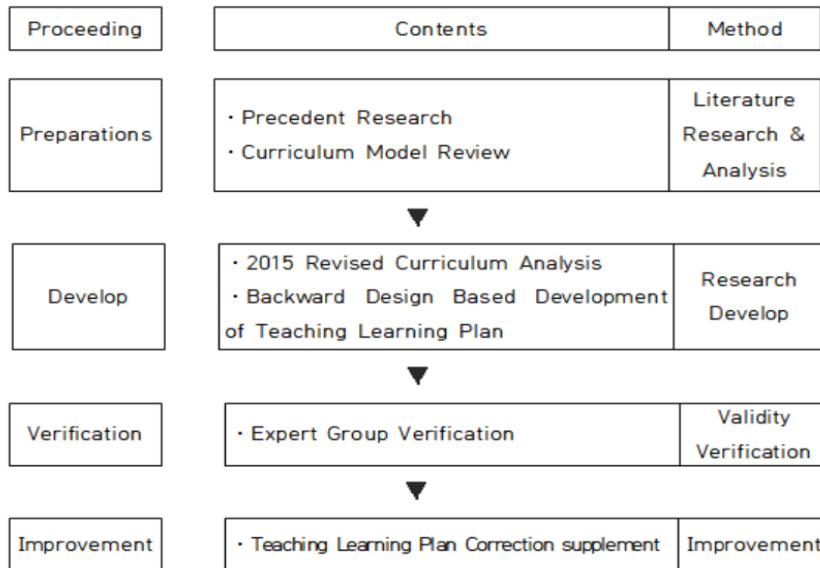 Proceeding Contents Method
Preparations
· Precedent Research
· Curriculum Model Review
Literature
Research &
Analysis
Develop
· 2015 Revised Curriculum Analysis
· Backward Design Based Development
of Teaching Learning Plan
Research
Develop
Verification
· Expert Group Verification
Validity
Verification
Improvement
· Teaching Learning Plan Correction supplement
Improvement